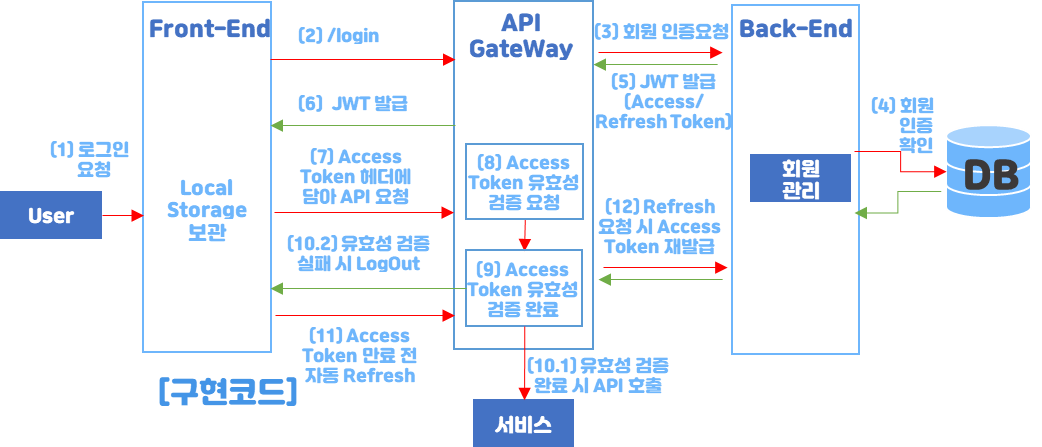 Front-End
API
GateWay
Back-End
(1) 로그인
요청
User
(2) /login
(3) 회원 인증요청
(4) 회원
인증
확인
DB
회원
관리
(5) JWT 발급
(Access/
Refresh Token)
(6) JWT 발급
Local
Storage
보관
(7) Access
Token 헤더에
담아 API 요청
(8) Access
Token 유효성
검증 요청
(9) Access
Token 유효성
검증 완료
(10.2) 유효성 검증
실패 시 LogOut
(10.1) 유효성 검증
완료 시 API 호출
서비스
(11) Access
Token 만료 전
자동 Refresh
(12) Refresh
요청 시 Access
Token 재발급
[구현코드]